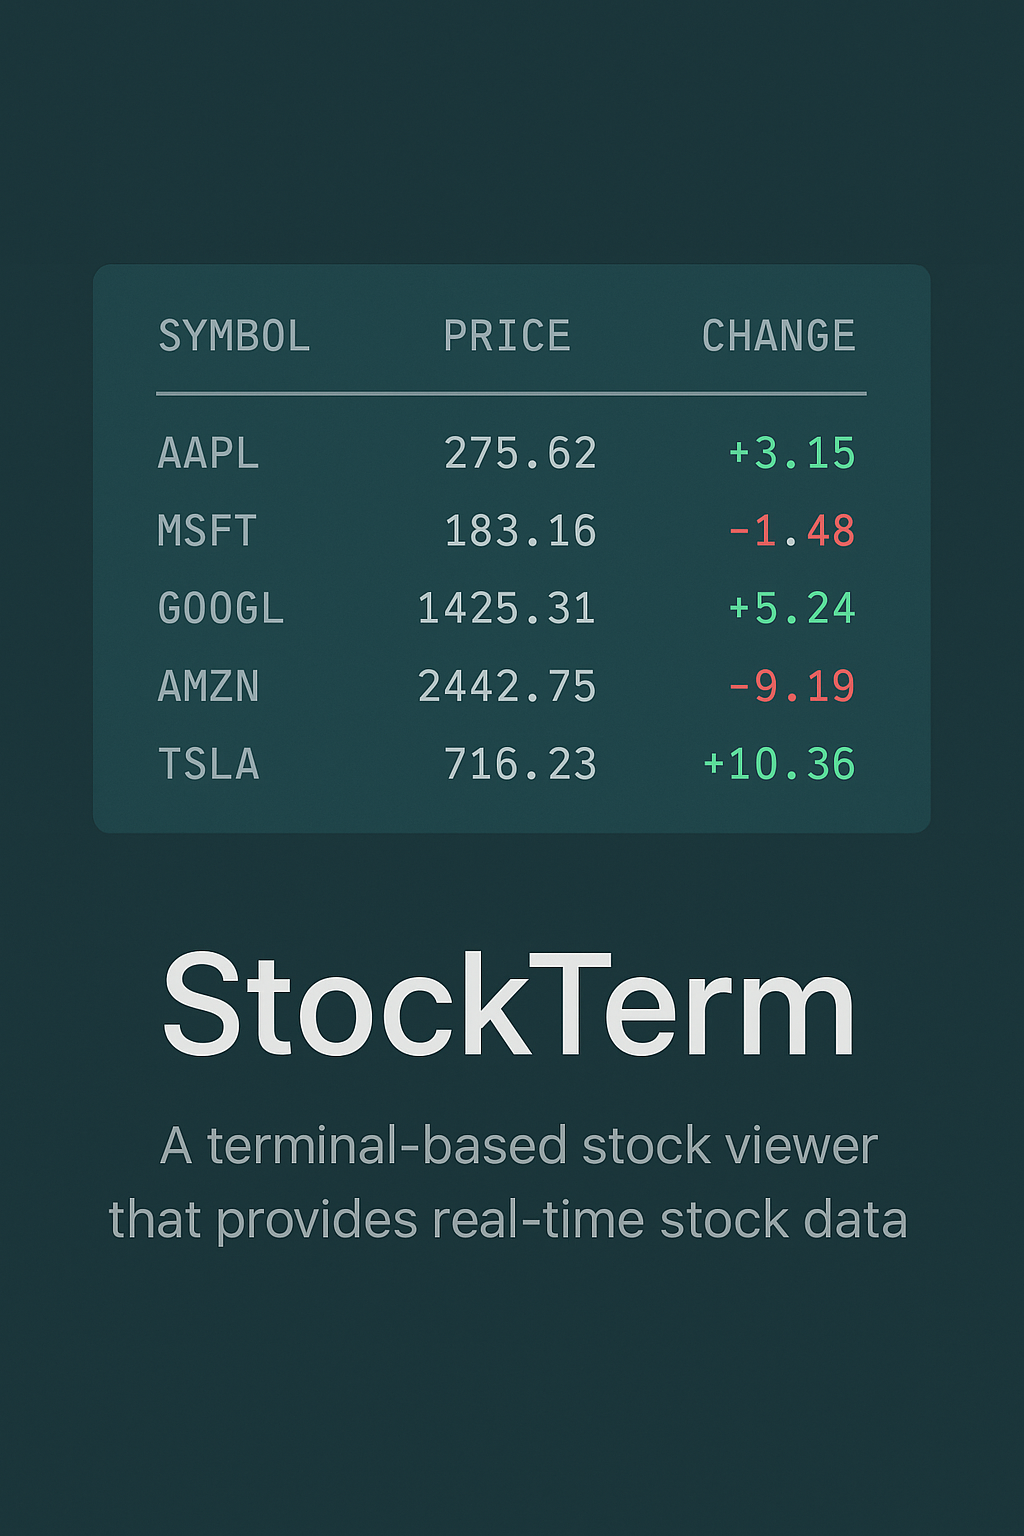 SYMBOL PRICE CHANGE
AAPL 275.62 +3.15
MSFT 183.16 -1.48
GOOGL 1425.31 +5.24
AMZN 2442.75 -9.19
TSLA 716.23 +10.36
StockTerm
A terminal-based stock viewer
that provides real-time stock data